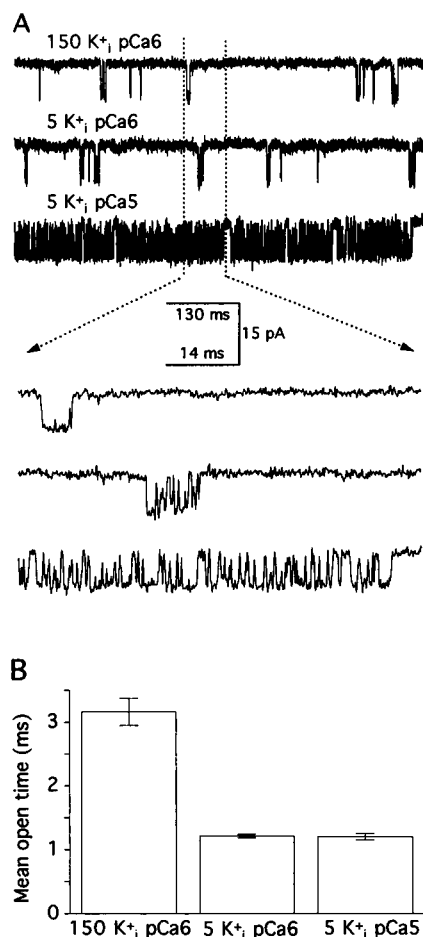 A
150 K+i pCa6
5 K+i pCa6
5 K+i pCa5
130 ms
15 pA
14 ms
B
Mean open time (ms)
3
2
1
0
150 K+i pCa6 5 K+i pCa6 5 K+i pCa5